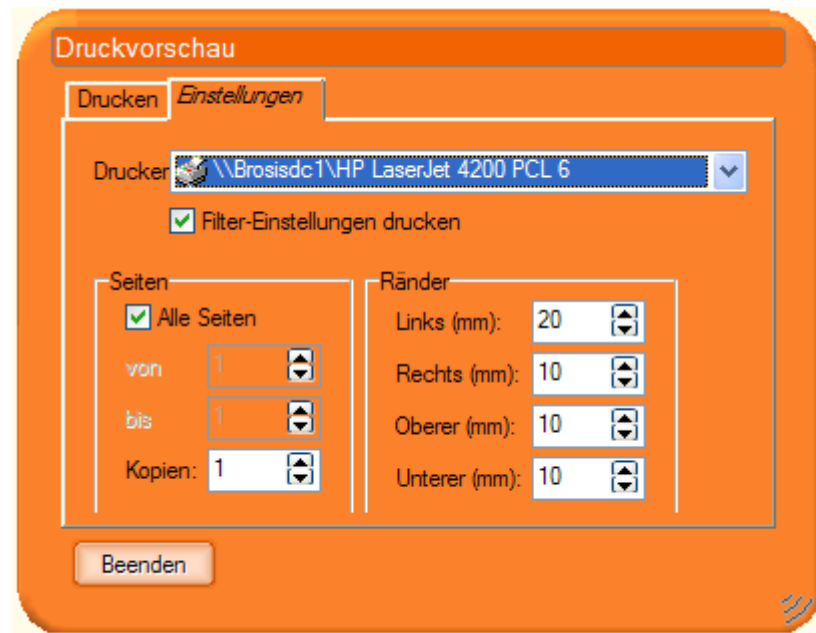 Druckvorschau
Drucken Einstellungen
Drucker \\Brosisdc1\HP LaserJet 4200 PCL 6
Filter-Einstellungen drucken
Seiten
Alle Seiten
von 1
bis 1
Kopien: 1
Ränder
Links (mm): 20
Rechts (mm): 10
Oberer (mm): 10
Unterer (mm): 10
Beenden